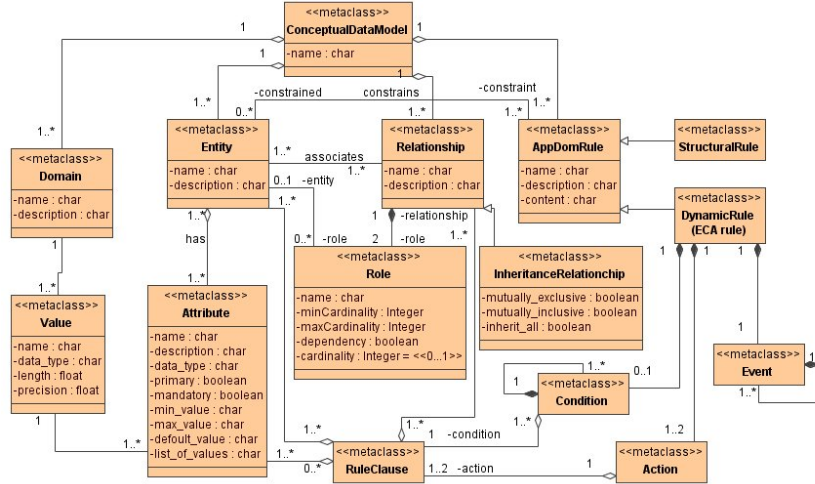 <<metaclass>>
ConceptualDataModel
-name : char
1
1
1
1
1..*
1..*
0..*
-constrained
constrains
-constraint
1..*
1..*
1..*
<<metaclass>>
Domain
-name : char
-description : char
<<metaclass>>
Entity
-name : char
-description : char
1..*
associates
1..*
<<metaclass>>
Relationship
-name : char
-description : char
<<metaclass>>
AppDomRule
-name : char
-description : char
-content : char
<<metaclass>>
StructuralRule
<<metaclass>>
DynamicRule
(ECA rule)
0..1
-entity
1..*
1..*
has
1..*
0..*
-role
1
-relationship
2
-role
1..*
1
1
1
1
1
<<metaclass>>
Value
-name : char
-data_type : char
-length : float
-precision : float
1
1..*
<<metaclass>>
Attribute
-name : char
-description : char
-data_type : char
-primary : boolean
-mandatory : boolean
-min_value : char
-max_value : char
-defoult_value : char
-list_of_values : char
<<metaclass>>
Role
-name : char
-minCardinality : Integer
-maxCardinality : Integer
-dependency : boolean
-cardinality : Integer = <<0...1>>
<<metaclass>>
InheritanceRelationchip
-mutually_exclusive : boolean
-mutually_inclusive : boolean
-inherit_all : boolean
1
<<metaclass>>
Event
1
1..*
1..*
0..1
1
<<metaclass>>
Condition
1..*
1..*
1..*
1
-condition
1..*
0..*
<<metaclass>>
RuleClause
1..2
-action
1
1..2
<<metaclass>>
Action